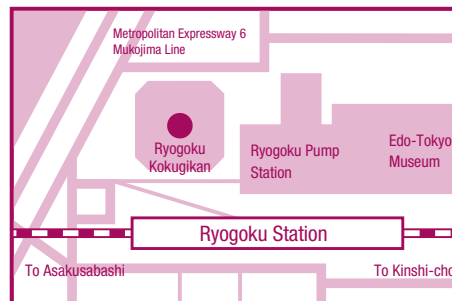 Metropolitan Expressway 6
Mukojima Line
Ryogoku
Kokugikan
Ryogoku Pump
Station
Edo-Tokyo
Museum
Ryogoku Station
To Asakusabashi
To Kinshi-cho